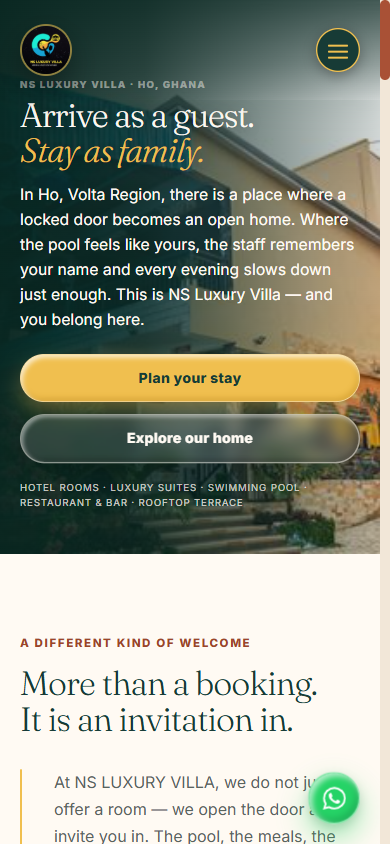 NS LUXURY VILLA
NS LUXURY VILLA · HO, GHANA
Arrive as a guest.
Stay as family.
In Ho, Volta Region, there is a place where a
locked door becomes an open home. Where
the pool feels like yours, the staff remembers
your name and every evening slows down
just enough. This is NS Luxury Villa — and
you belong here.
Plan your stay
Explore our home
HOTEL ROOMS · LUXURY SUITES · SWIMMING POOL ·
RESTAURANT & BAR · ROOFTOP TERRACE
A DIFFERENT KIND OF WELCOME
More than a booking.
It is an invitation in.
At NS LUXURY VILLA, we do not
offer a room — we open the door
invite you in. The pool, the meals, the